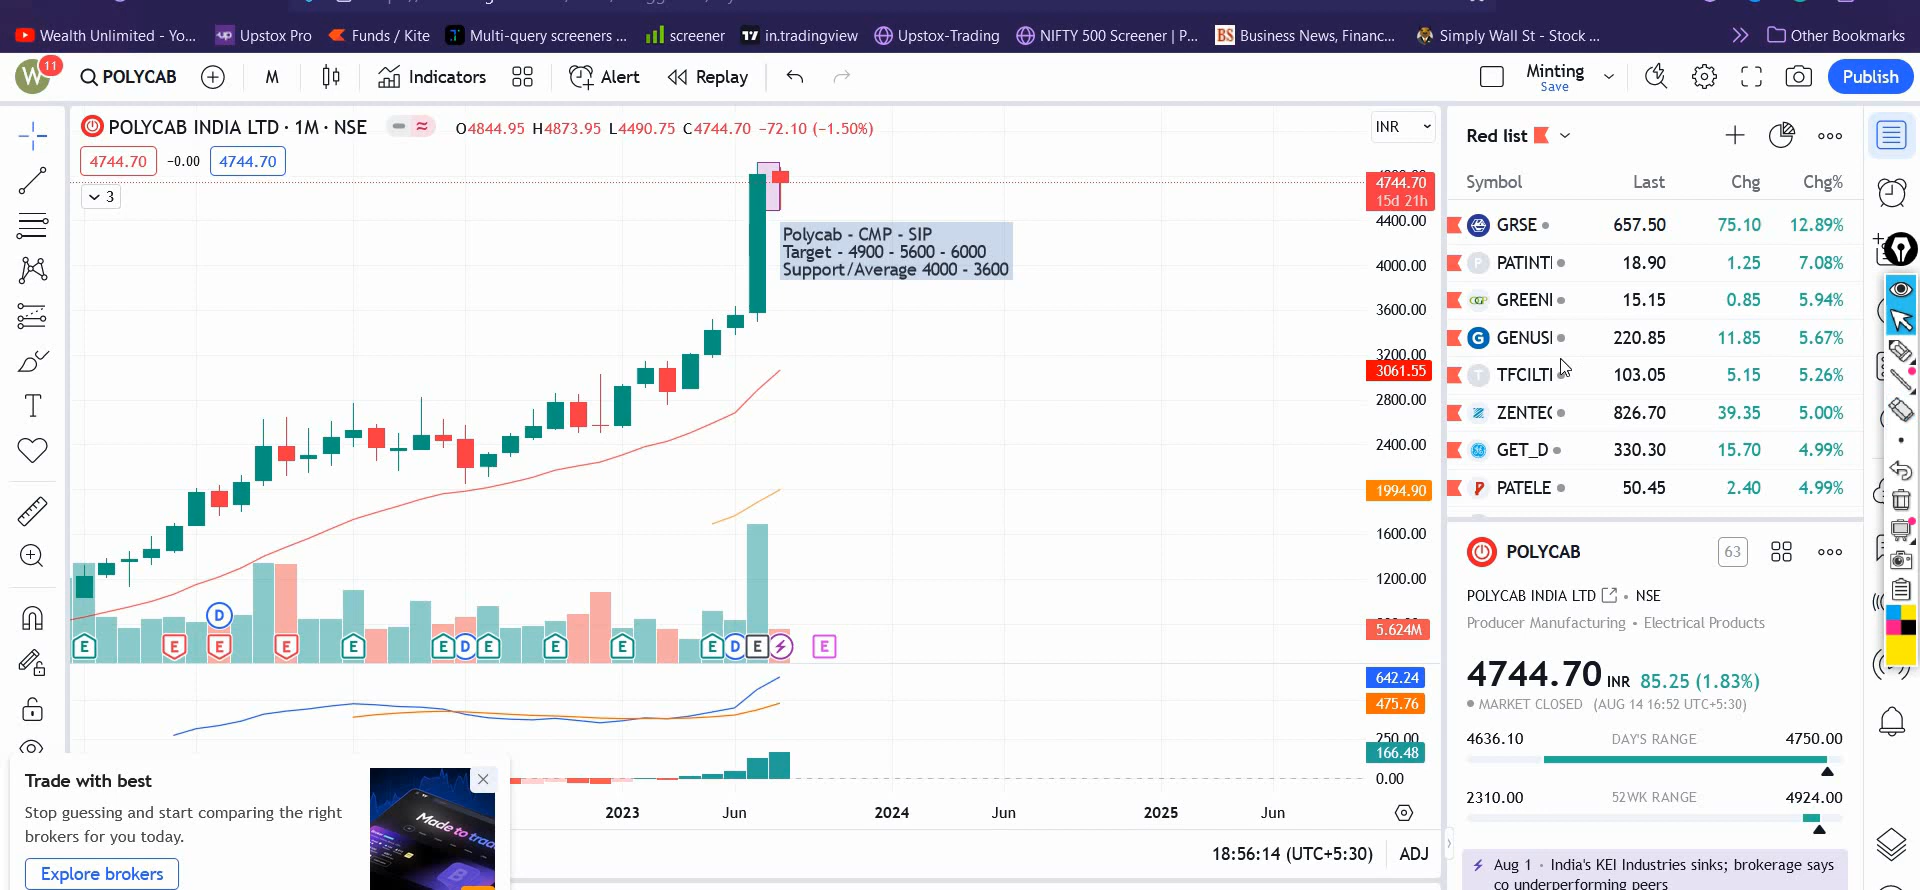 Wealth Unlimited - Yo...
Upstox Pro
Funds / Kite
Multi-query screeners ...
screener
in.tradingview
Upstox-Trading
NIFTY 500 Screener | P...
Business News, Financ...
Simply Wall St - Stock ...
Other Bookmarks
W
11
POLYCAB
M
Indicators
Alert
Replay
Minting
Save
Publish
POLYCAB INDIA LTD · 1M · NSE
O4844.95 H4873.95 L4490.75 C4744.70 −72.10 (−1.50%)
INR
4744.70
−0.00
4744.70
3
Polycab - CMP - SIP
Target - 4900 - 5600 - 6000
Support/Average 4000 - 3600
4744.70
15d 21h
4400.00
4000.00
3600.00
3200.00
3061.55
2800.00
2400.00
1994.90
1600.00
1200.00
5.624M
642.24
475.76
250.00
166.48
0.00
D
E E E E E E D E E E E D E E
2023
Jun
2024
Jun
2025
Jun
18:56:14 (UTC+5:30)
ADJ
Trade with best
Stop guessing and start comparing the right
brokers for you today.
Explore brokers
Made to trad
Red list
Symbol Last Chg Chg%
GRSE 657.50 75.10 12.89%
P PATINTI 18.90 1.25 7.08%
GREENI 15.15 0.85 5.94%
G GENUSI 220.85 11.85 5.67%
T TFCILTI 103.05 5.15 5.26%
ZENTEC 826.70 39.35 5.00%
GET_D 330.30 15.70 4.99%
PATELE 50.45 2.40 4.99%
POLYCAB
63
POLYCAB INDIA LTD • NSE
Producer Manufacturing • Electrical Products
4744.70 INR 85.25 (1.83%)
MARKET CLOSED (AUG 14 16:52 UTC+5:30)
4636.10 DAY'S RANGE 4750.00
2310.00 52WK RANGE 4924.00
Aug 1 · India's KEI Industries sinks; brokerage says
co underperforming peers